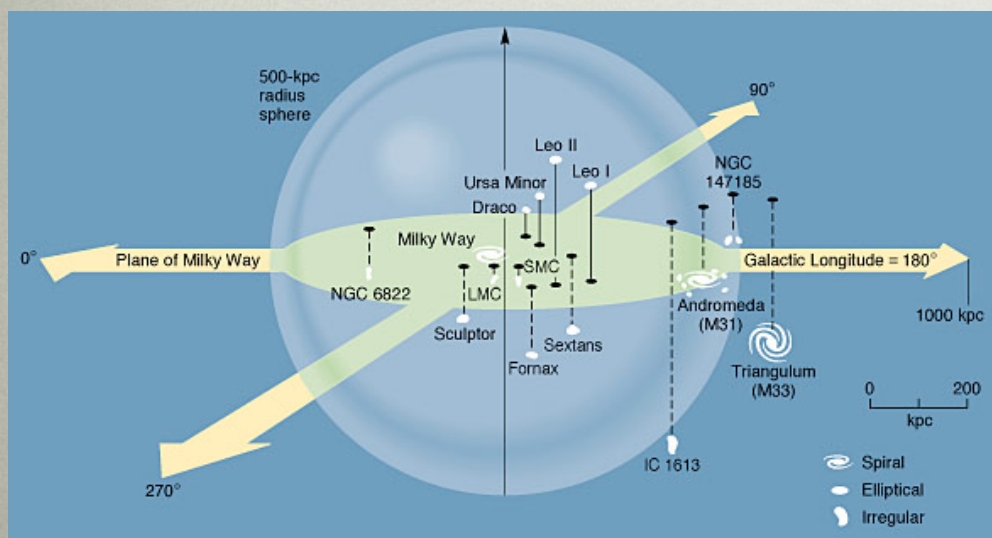 500-kpc
radius
sphere
90°
Leo II
Leo I
NGC
147185
Ursa Minor
Draco
Milky Way
0°
Plane of Milky Way
SMC
Galactic Longitude = 180°
NGC 6822
LMC
Andromeda
(M31)
1000 kpc
Sculptor
Sextans
Fornax
Triangulum
(M33)
0
200
kpc
IC 1613
270°
Spiral
Elliptical
Irregular